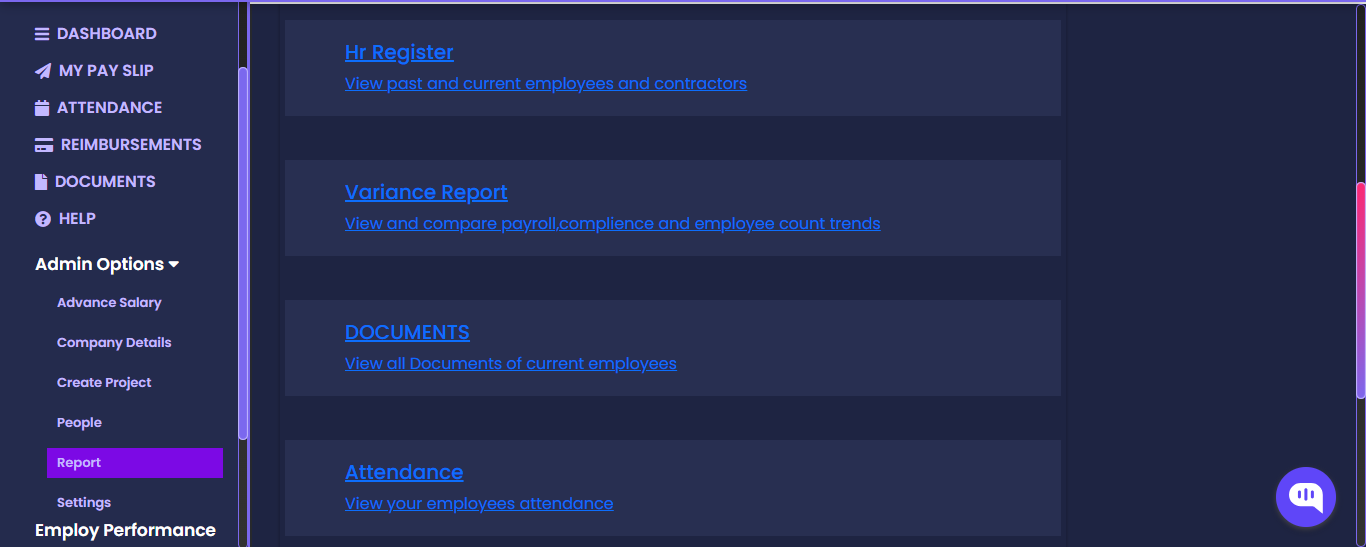 DASHBOARD
MY PAY SLIP
ATTENDANCE
REIMBURSEMENTS
DOCUMENTS
HELP
Admin Options
Advance Salary
Company Details
Create Project
People
Report
Settings
Employ Performance
Hr Register
View past and current employees and contractors
Variance Report
View and compare payroll,complience and employee count trends
DOCUMENTS
View all Documents of current employees
Attendance
View your employees attendance